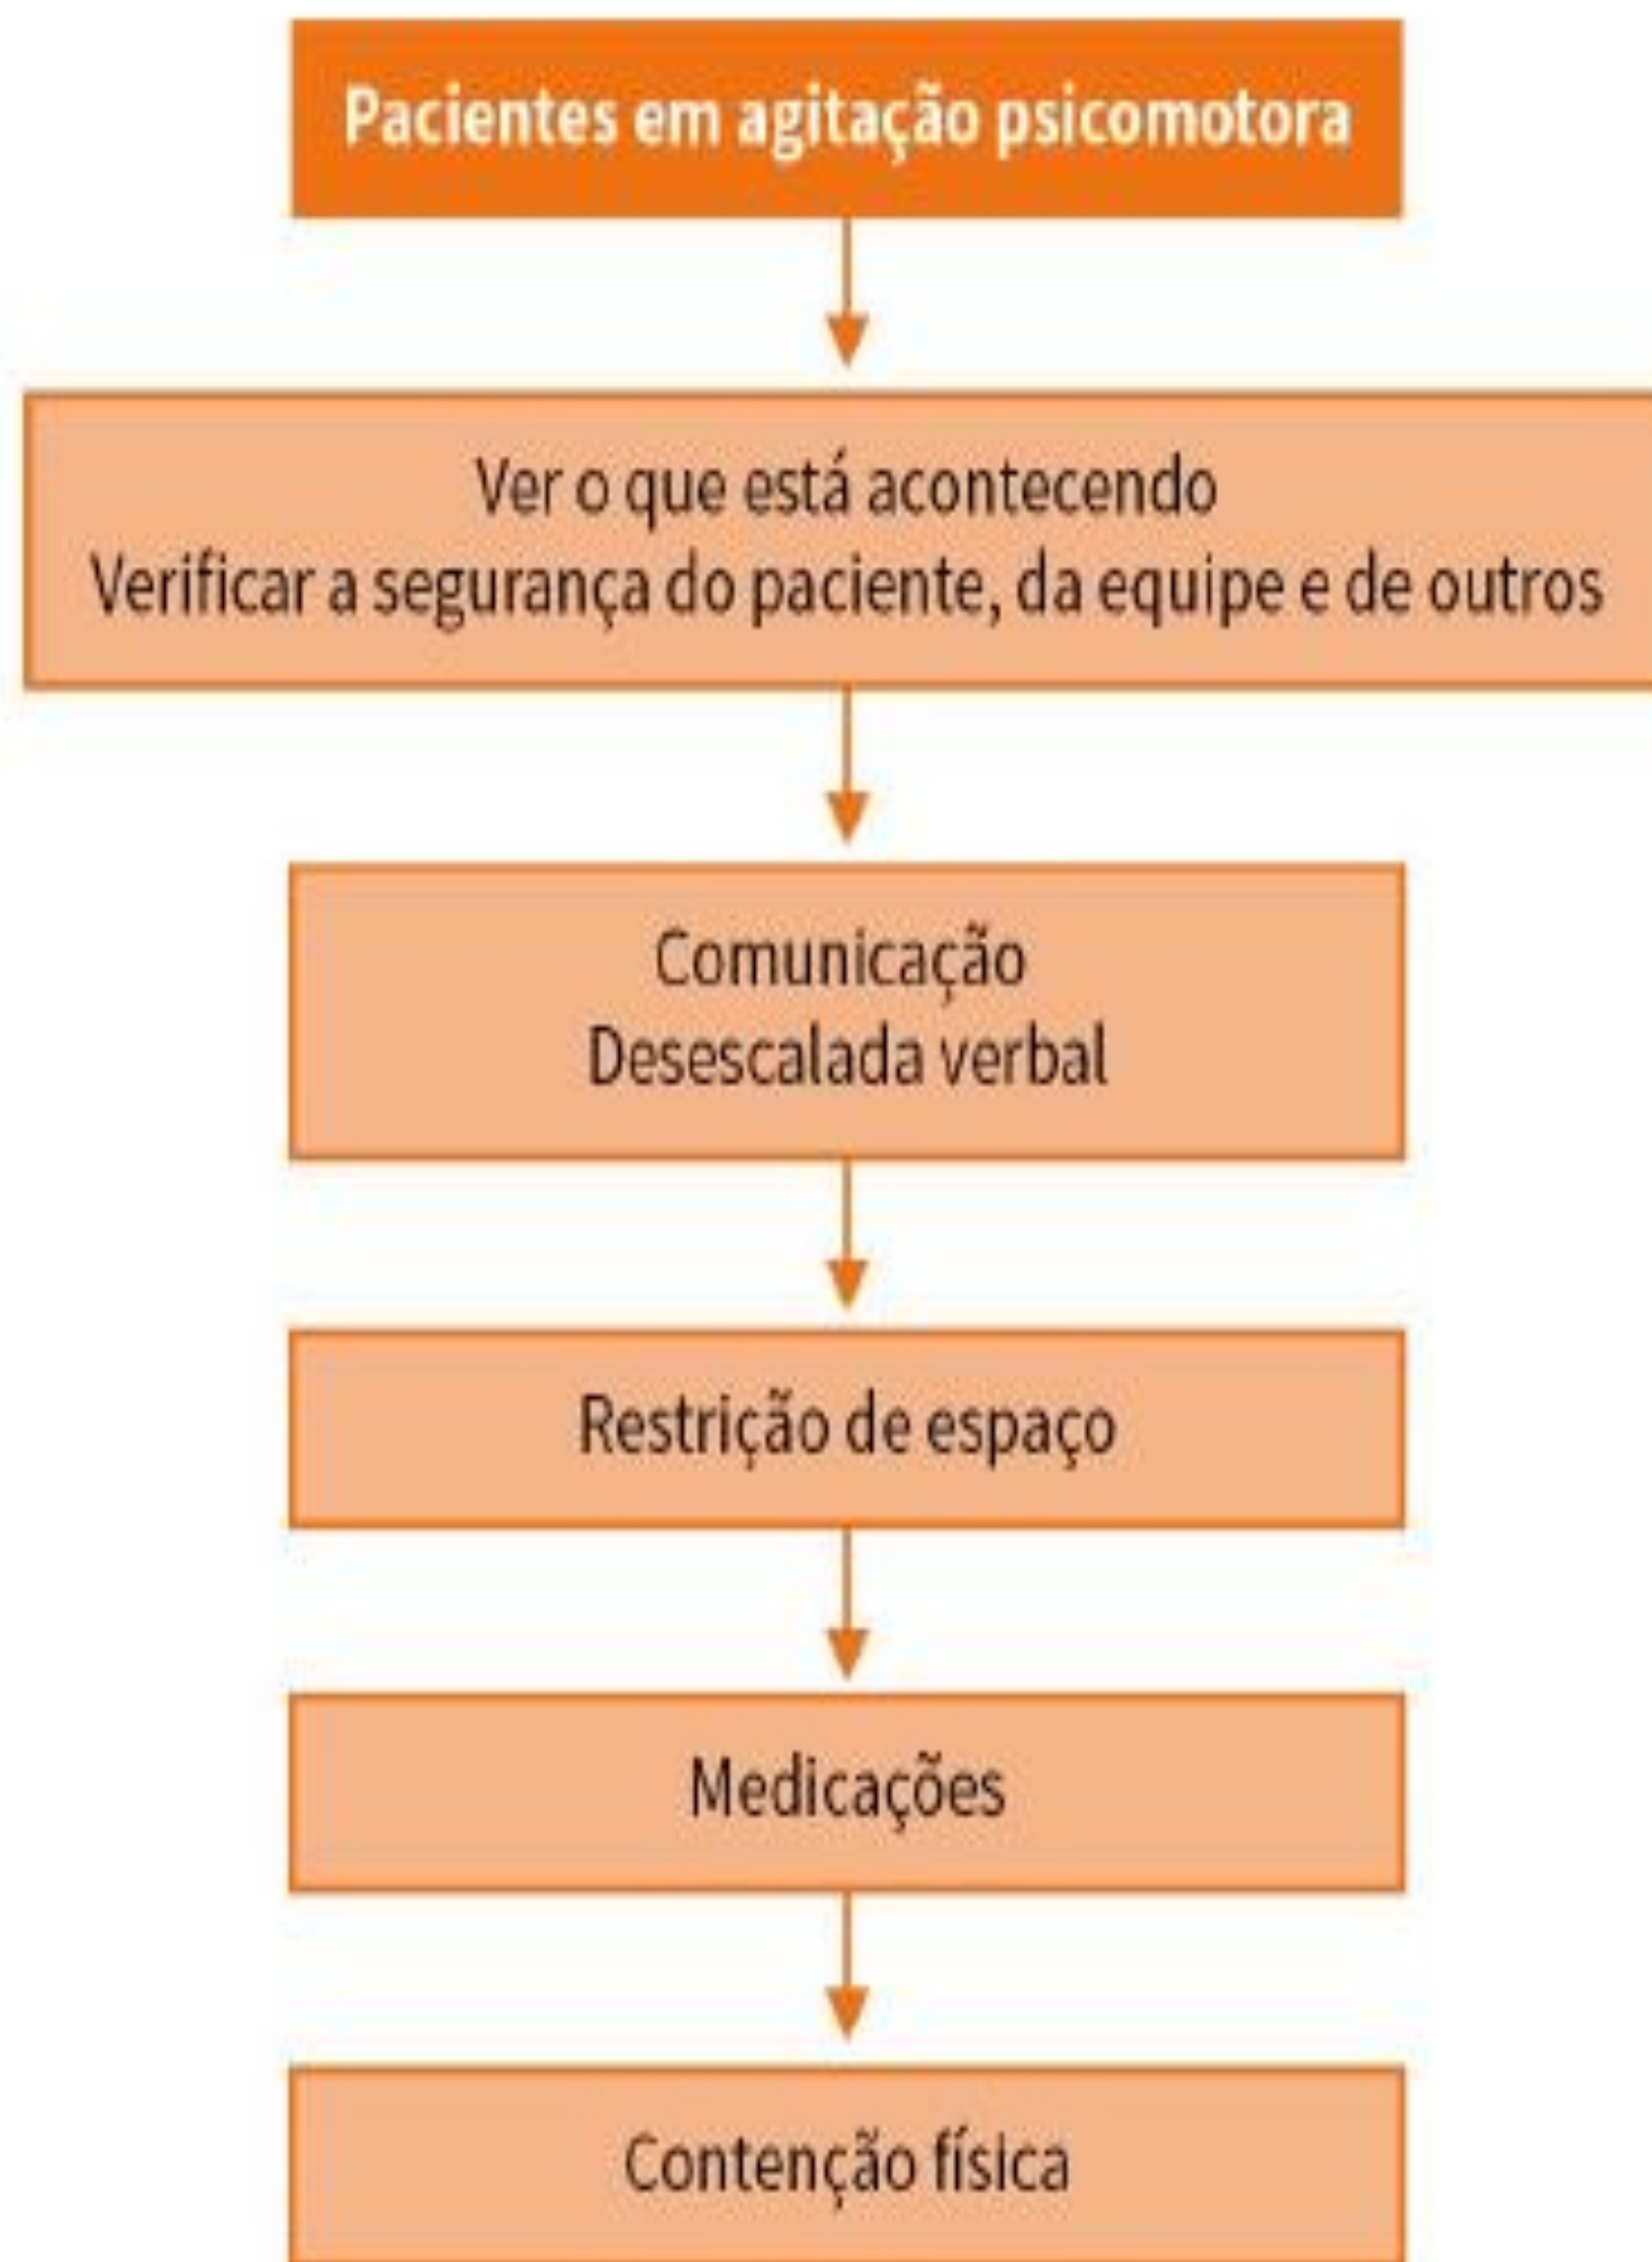 Pacientes em agitação psicomotora
Ver o que está acontecendo
Verificar a segurança do paciente, da equipe e de outros
Comunicação
Desescalada verbal
Restrição de espaço
Medicações
Contenção física